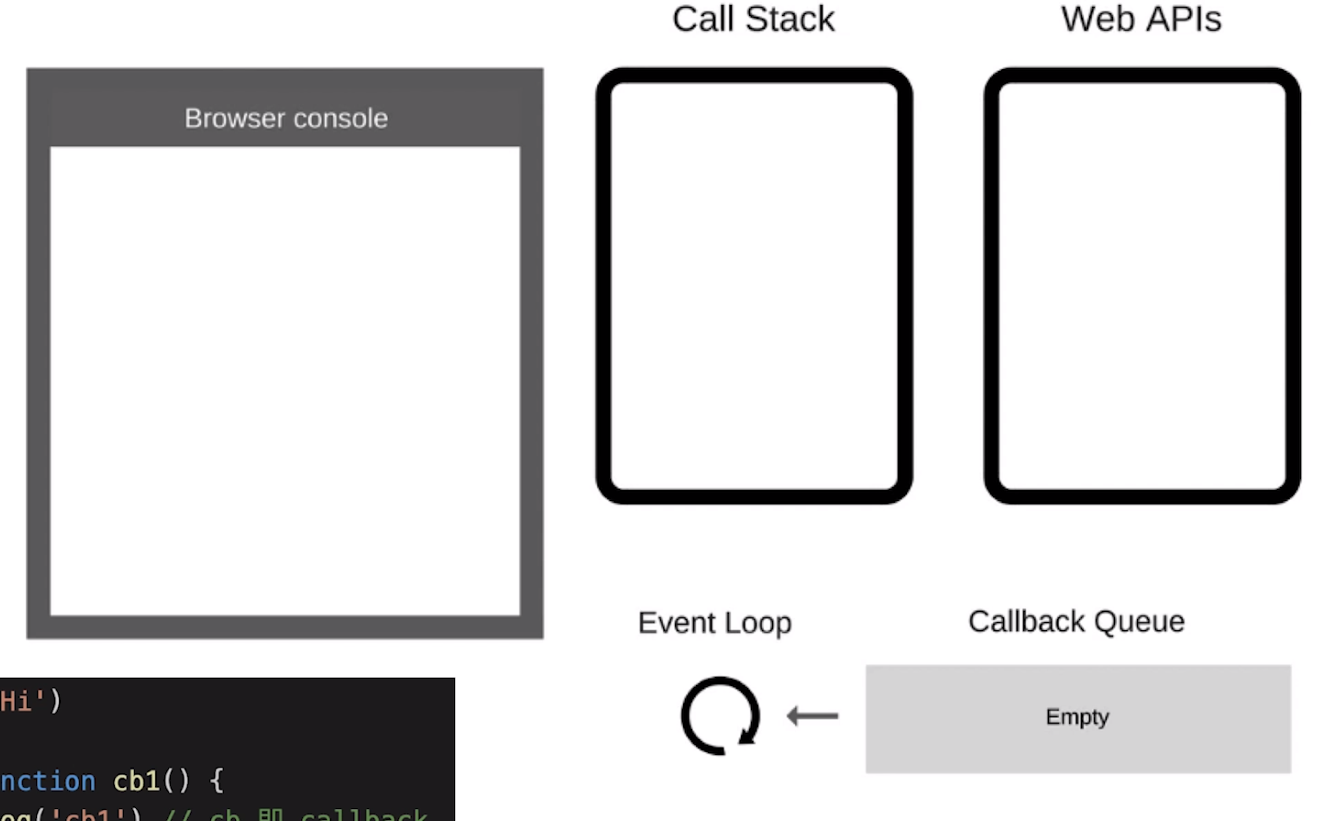 Call Stack
Web APIs
Browser console
Event Loop
Callback Queue
Empty
Hi')
nction cb1() {
og('cb1') // cb 即 callback